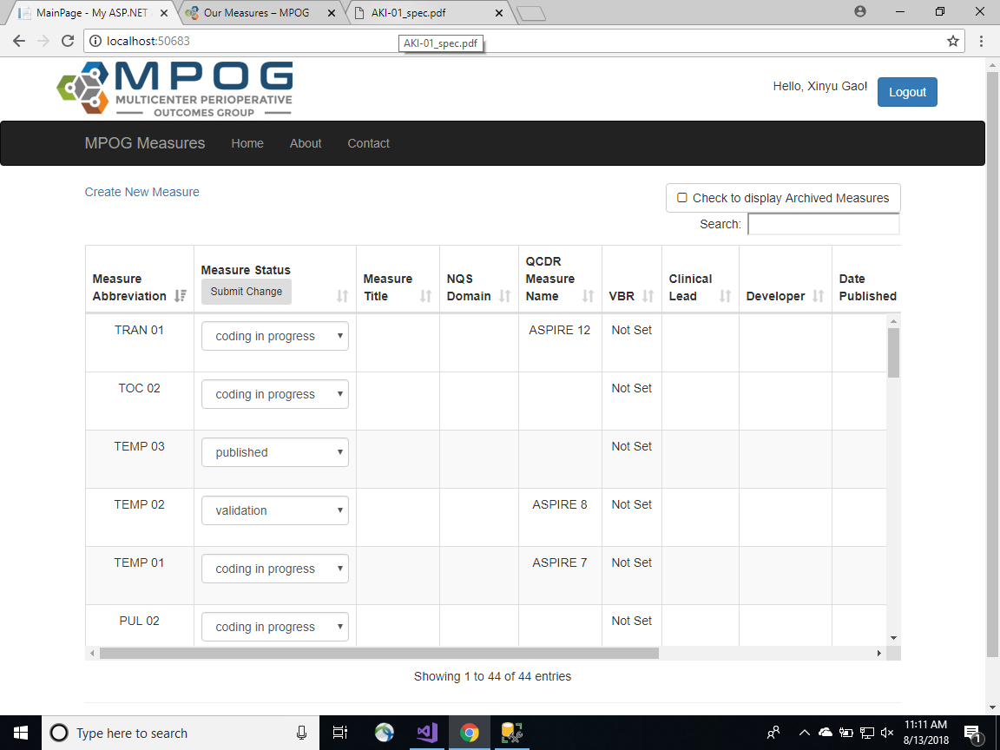 MainPage - My ASP.NET
Our Measures – MPOG
AKI-01_spec.pdf
localhost:50683
AKI-01_spec.pdf
MPOG
MULTICENTER PERIOPERATIVE
OUTCOMES GROUP
Hello, Xinyu Gao!
Logout
MPOG Measures Home About Contact
Create New Measure
Check to display Archived Measures
Search:
Measure Abbreviation
Measure Status
Submit Change
Measure Title
NQS Domain
QCDR Measure Name
VBR
Clinical Lead
Developer
Date Published
TRAN 01 coding in progress ASPIRE 12 Not Set
TOC 02 coding in progress Not Set
TEMP 03 published Not Set
TEMP 02 validation ASPIRE 8 Not Set
TEMP 01 coding in progress ASPIRE 7 Not Set
PUL 02 coding in progress Not Set
Showing 1 to 44 of 44 entries
Type here to search
11:11 AM
8/13/2018
1